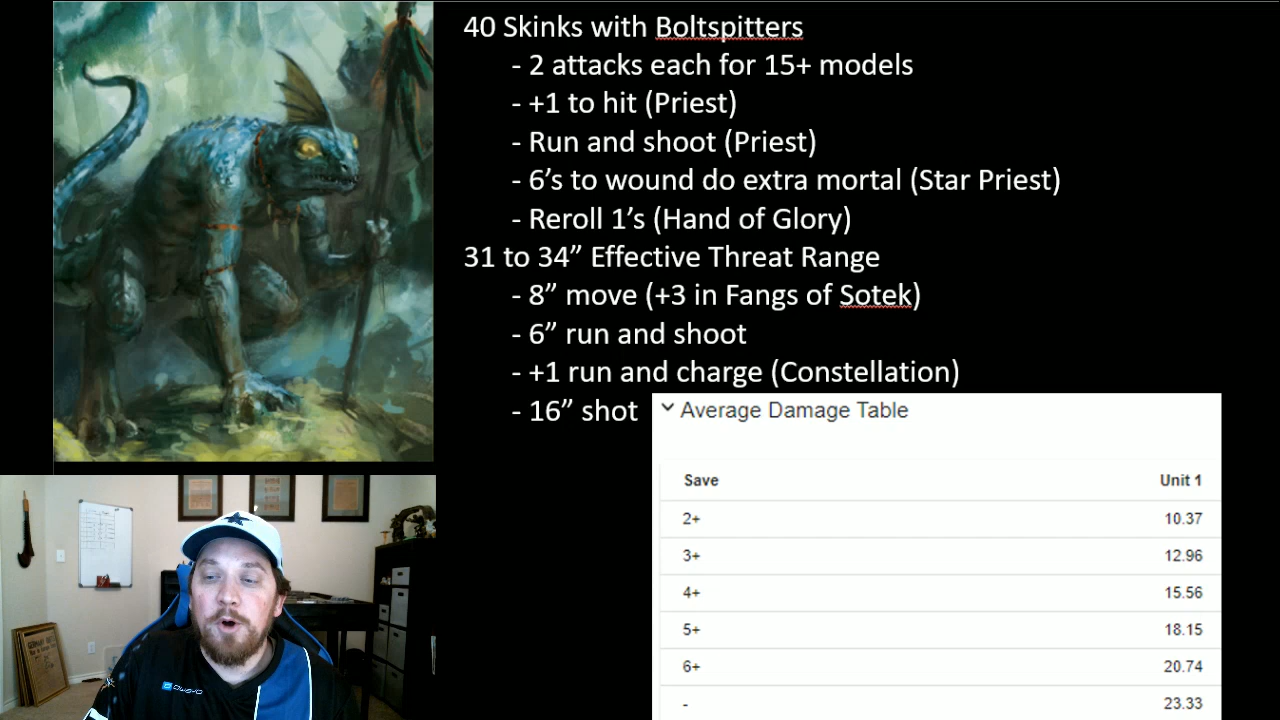 40 Skinks with Boltspitters
- 2 attacks each for 15+ models
- +1 to hit (Priest)
- Run and shoot (Priest)
- 6’s to wound do extra mortal (Star Priest)
- Reroll 1’s (Hand of Glory)
31 to 34” Effective Threat Range
- 8” move (+3 in Fangs of Sotek)
- 6” run and shoot
- +1 run and charge (Constellation)
- 16” shot
Average Damage Table
Save Unit 1
2+ 10.37
3+ 12.96
4+ 15.56
5+ 18.15
6+ 20.74
- 23.33